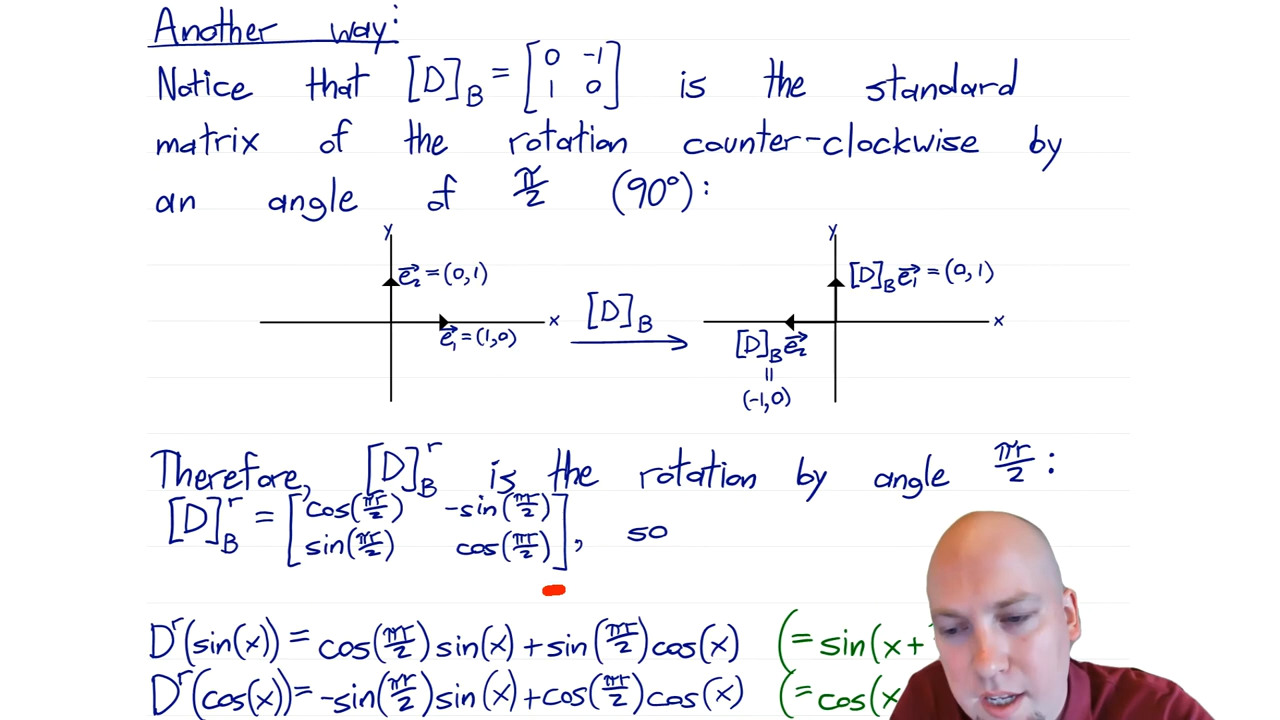 Another way:
Notice that [D]_B = [0 -1; 1 0] is the standard
matrix of the rotation counter-clockwise by
an angle of π/2 (90°):
y
e⃗₂ = (0,1)
x
e⃗₁ = (1,0)
[D]_B
y
[D]_B e⃗₁ = (0,1)
x
[D]_B e⃗₂
=
(-1,0)
Therefore, [D]_B^r is the rotation by angle πr/2 :
[D]_B^r = [cos(πr/2) -sin(πr/2); sin(πr/2) cos(πr/2)], so
D^r(sin(x)) = cos(πr/2)sin(x) + sin(πr/2)cos(x) (= sin(x+
D^r(cos(x)) = -sin(πr/2)sin(x) + cos(πr/2)cos(x) (= cos(x